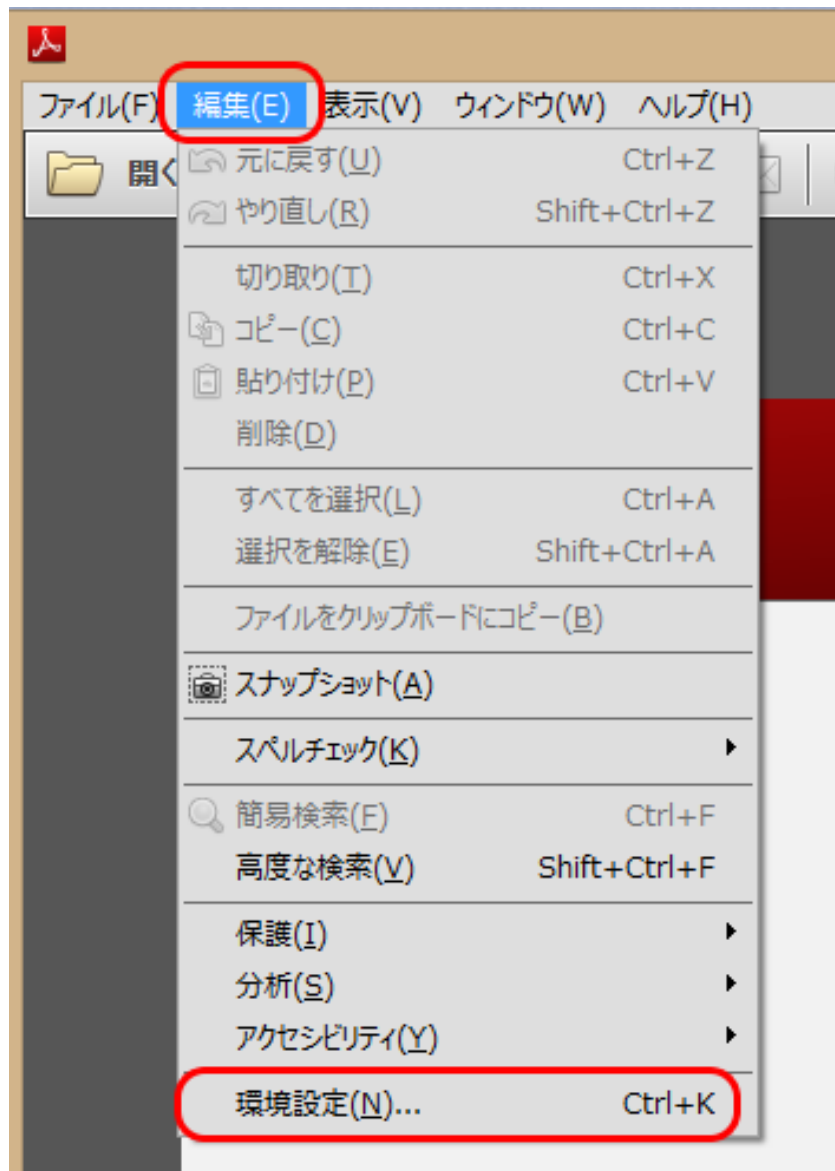 ファイル(F) 編集(E) 表示(V) ウィンドウ(W) ヘルプ(H)
開く
元に戻す(U) Ctrl+Z
やり直し(R) Shift+Ctrl+Z
切り取り(T) Ctrl+X
コピー(C) Ctrl+C
貼り付け(P) Ctrl+V
削除(D)
すべてを選択(L) Ctrl+A
選択を解除(E) Shift+Ctrl+A
ファイルをクリップボードにコピー(B)
スナップショット(A)
スペルチェック(K)
簡易検索(F) Ctrl+F
高度な検索(V) Shift+Ctrl+F
保護(I)
分析(S)
アクセシビリティ(Y)
環境設定(N)... Ctrl+K